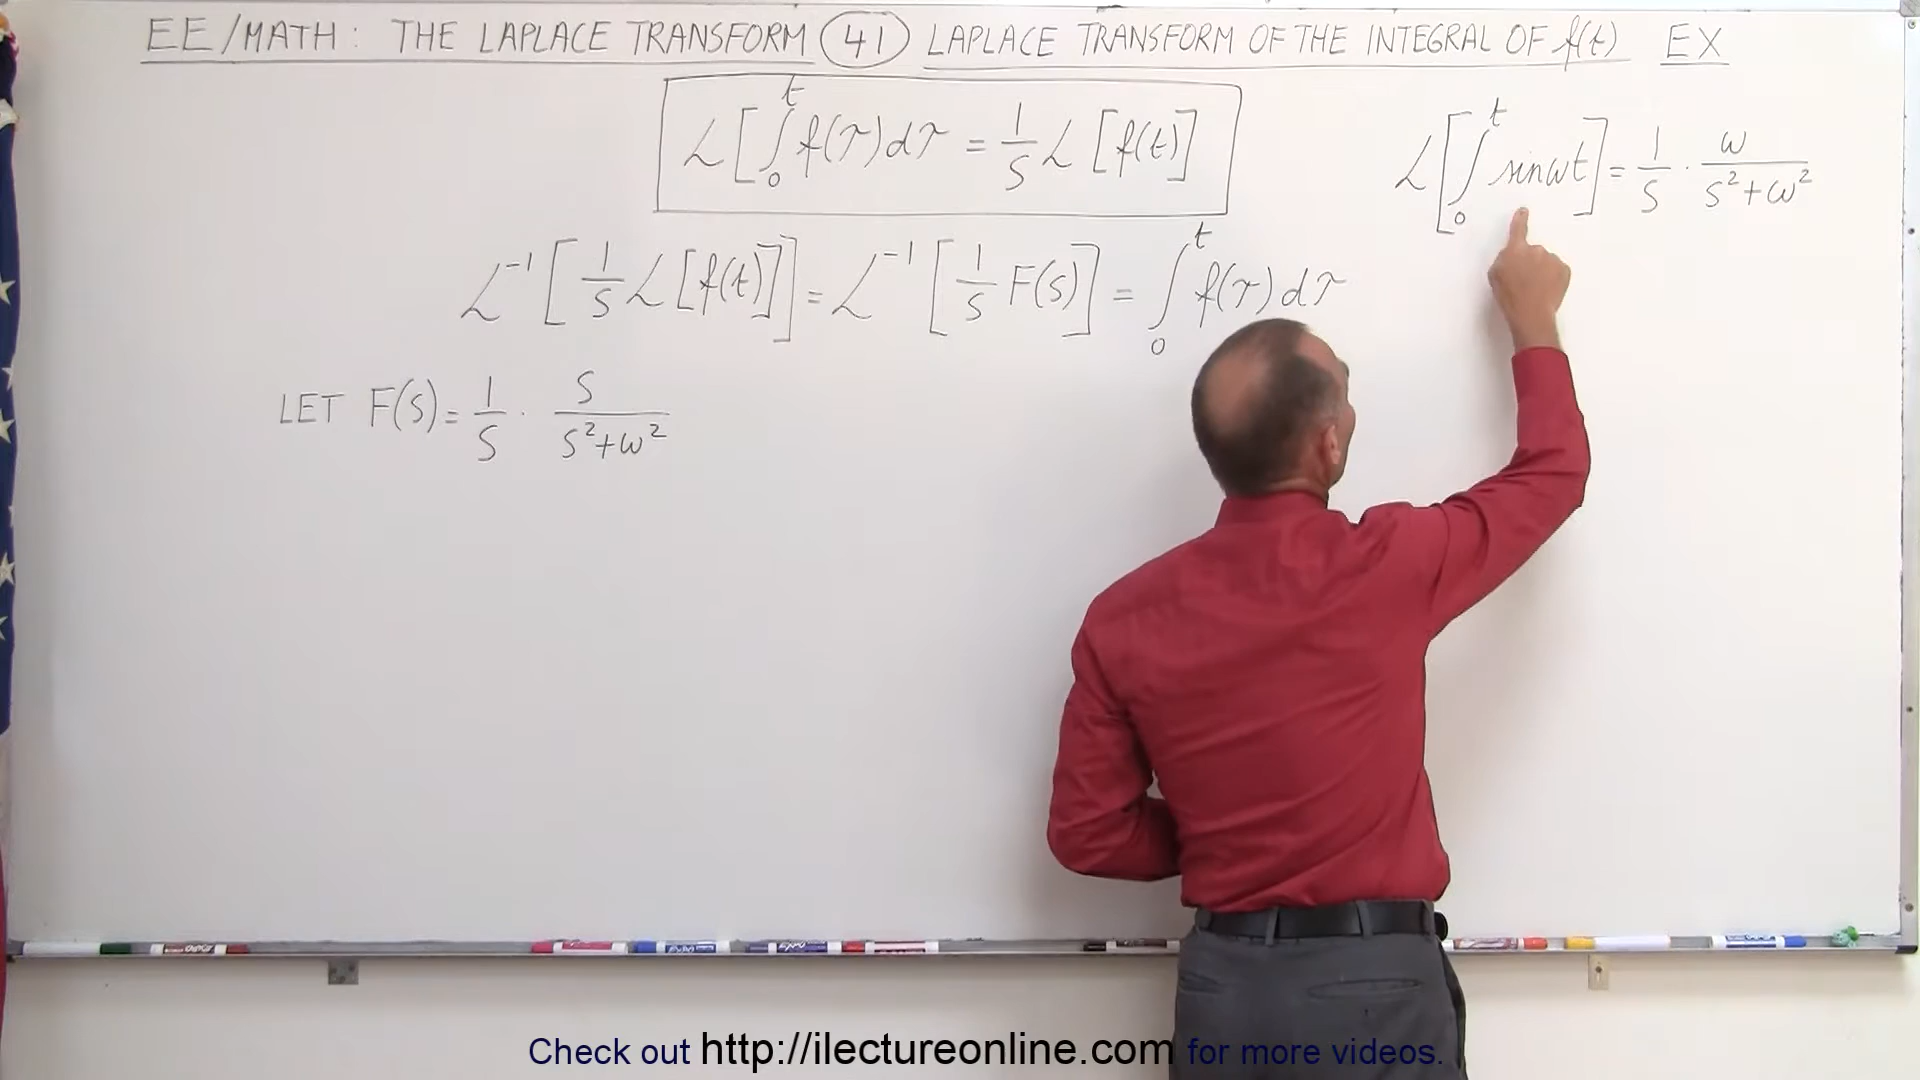 EE/MATH: THE LAPLACE TRANSFORM 41 LAPLACE TRANSFORM OF THE INTEGRAL OF f(t) EX
ℒ[∫₀ᵗ f(τ)dτ = 1/S ℒ[f(t)]
ℒ[∫₀ᵗ sinωt] = 1/S · ω/(S²+ω²)
ℒ⁻¹[1/S ℒ[f(t)]] = ℒ⁻¹[1/S F(S)] = ∫₀ᵗ f(τ)dτ
LET F(S) = 1/S · S/(S²+ω²)
EXPO
EXPO
Check out http://ilectureonline.com for more videos.